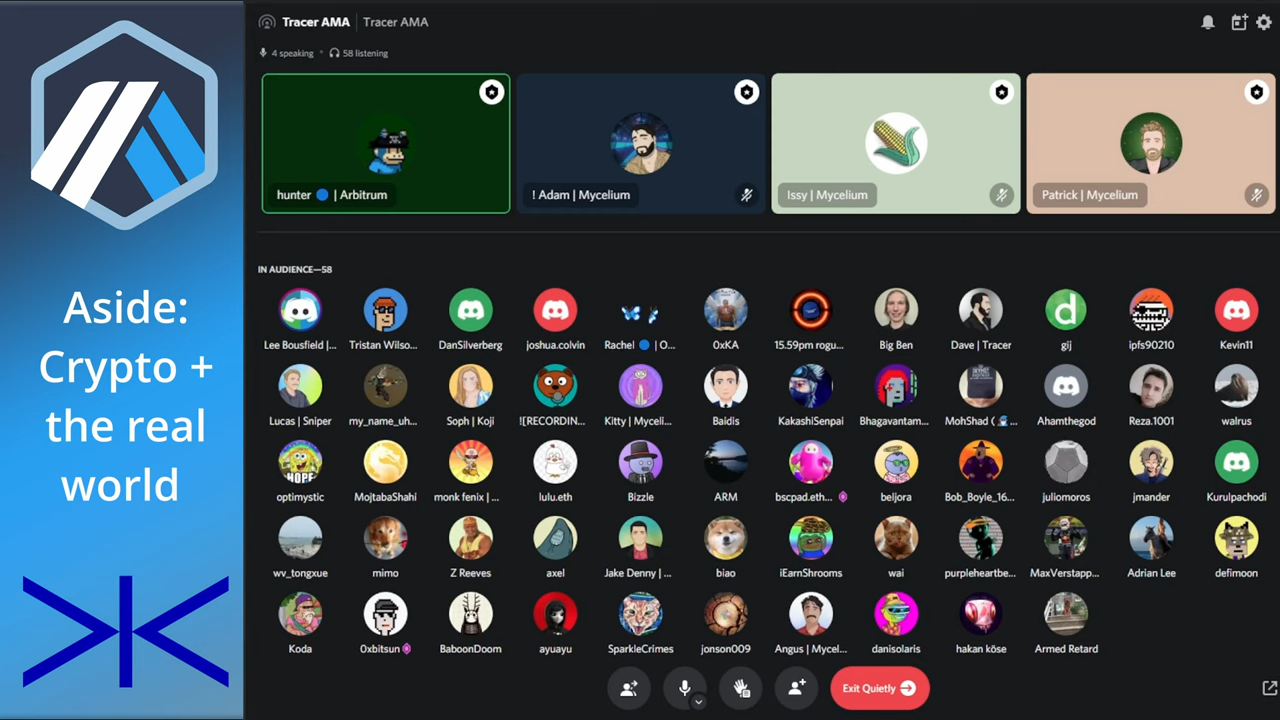 Aside:
Crypto +
the real
world
Tracer AMA | Tracer AMA
4 speaking • 58 listening
hunter | Arbitrum
! Adam | Mycelium
Issy | Mycelium
Patrick | Mycelium
IN AUDIENCE—58
Lee Bousfield |...
Tristan Wilso...
DanSilverberg
joshua.colvin
Rachel | O...
0xKA
15.59pm rogu...
Big Ben
Dave | Tracer
gij
ipfs90210
Kevin11
Lucas | Sniper
my_name_uh...
Soph | Koji
![RECORDIN...
Kitty | Myceli...
Baidis
KakashiSenpai
Bhagavantam...
MohShad (...
Ahamthegod
Reza.1001
walrus
optimystic
MojtabaShahi
monk fenix | ...
lulu.eth
Bizzle
ARM
bscpad.eth...
beljora
Bob_Boyle_16...
juliomoros
jmander
Kurulpachodi
wv_tongxue
mimo
Z Reeves
axel
Jake Denny | ...
biao
iEarnShrooms
wai
purpleheartbe...
MaxVerstapp...
Adrian Lee
defimoon
Koda
0xbitsun
BaboonDoom
ayuayu
SparkleCrimes
jonson009
Angus | Mycel...
danisolaris
hakan köse
Armed Retard
HOPE
d
Exit Quietly